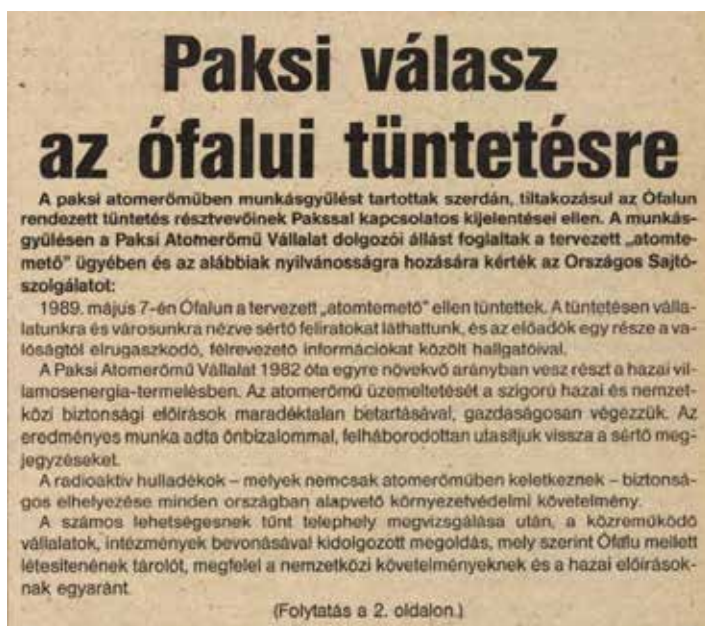 Paksi válasz
az ófalui tüntetésre
A paksi atomerőműben munkásgyűlést tartottak szerdán, tiltakozásul az Ófalun
rendezett tüntetés résztvevőinek Pakssal kapcsolatos kijelentései ellen. A munkás-
gyűlésen a Paksi Atomerőmű Vállalat dolgozói állást foglaltak a tervezett „atomte-
mető” ügyében és az alábbiak nyilvánosságra hozására kérték az Országos Sajtó-
szolgálatot:
1989. május 7-én Ófalun a tervezett „atomtemető” ellen tüntettek. A tüntetésen válla-
latunkra és városunkra nézve sértő feliratokat láthattunk, és az előadók egy része a va-
lóságtól elrugaszkodó, félrevezető információkat közölt hallgatóival.
A Paksi Atomerőmű Vállalat 1982 óta egyre növekvő arányban vesz részt a hazai vil-
lamosenergia-termelésben. Az atomerőmű üzemeltetését a szigorú hazai és nemzet-
közi biztonsági előírások maradéktalan betartásával, gazdaságosan végezzük. Az
eredményes munka adta önbizalommal, felháborodottan utasítjuk vissza a sértő meg-
jegyzéseket.
A radioaktív hulladékok – melyek nemcsak atomerőműben keletkeznek – biztonsá-
gos elhelyezése minden országban alapvető környezetvédelmi követelmény.
A számos lehetségesnek tűnt telephely megvizsgálása után, a közreműködő
vállalatok, intézmények bevonásával kidolgozott megoldás, mely szerint Ófalu mellett
létesítenének tárolót, megfelel a nemzetközi követelményeknek és a hazai előírások-
nak egyaránt.
(Folytatás a 2. oldalon.)